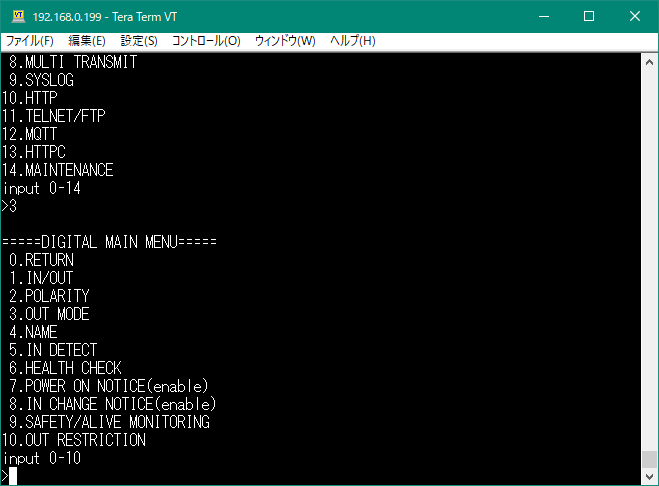 192.168.0.199 - Tera Term VT
ファイル(F) 編集(E) 設定(S) コントロール(O) ウィンドウ(W) ヘルプ(H)
8.MULTI TRANSMIT
9.SYSLOG
10.HTTP
11.TELNET/FTP
12.MQTT
13.HTTPC
14.MAINTENANCE
input 0-14
>3
=====DIGITAL MAIN MENU=====
0.RETURN
1.IN/OUT
2.POLARITY
3.OUT MODE
4.NAME
5.IN DETECT
6.HEALTH CHECK
7.POWER ON NOTICE(enable)
8.IN CHANGE NOTICE(enable)
9.SAFETY/ALIVE MONITORING
10.OUT RESTRICTION
input 0-10
>